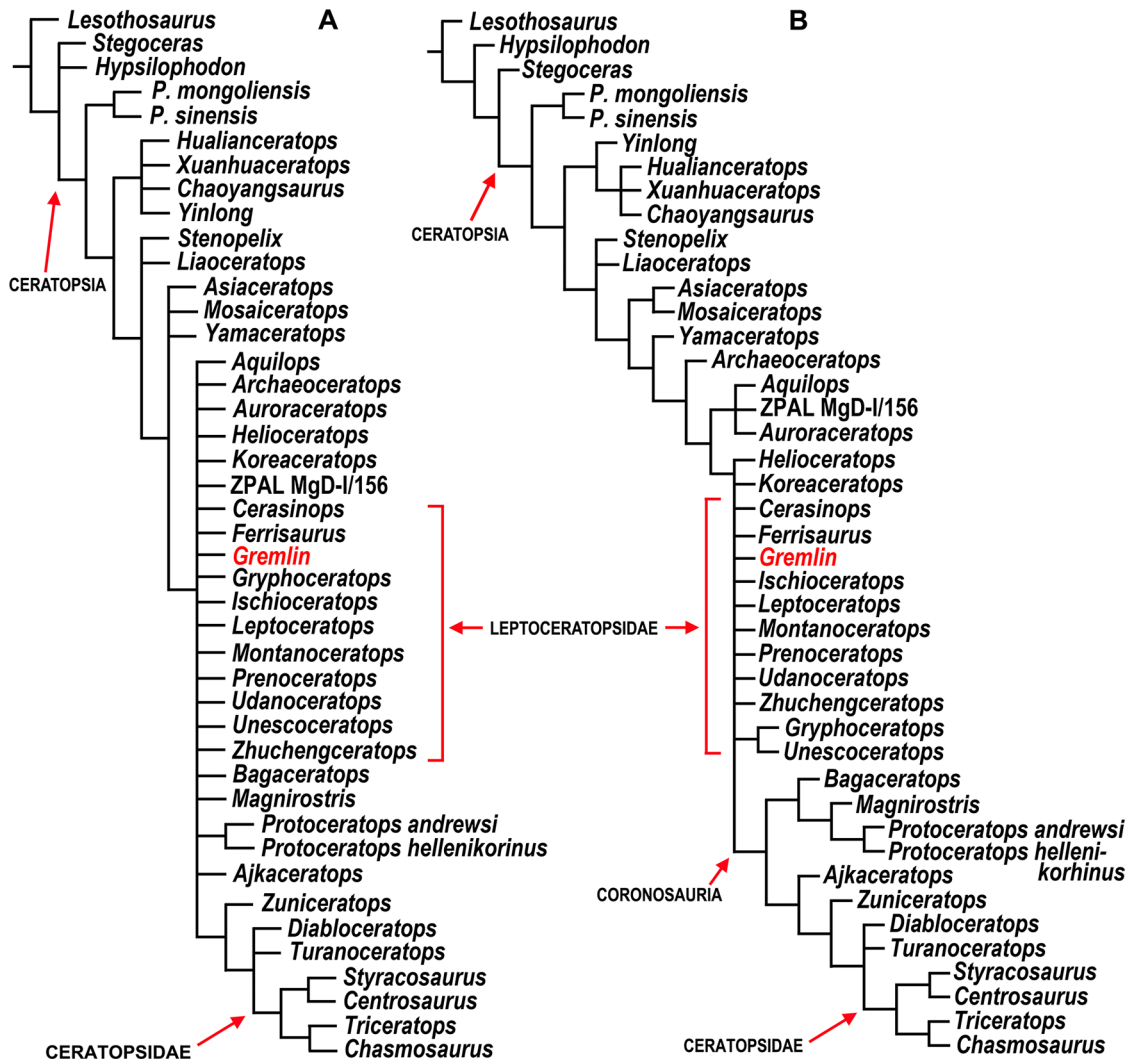 A
Lesothosaurus
Stegoceras
Hypsilophodon
P. mongoliensis
P. sinensis
Hualianceratops
Xuanhuaceratops
Chaoyangsaurus
Yinlong
CERATOPSIA
Stenopelix
Liaoceratops
Asiaceratops
Mosaiceratops
Yamaceratops
Aquilops
Archaeoceratops
Auroraceratops
Helioceratops
Koreaceratops
ZPAL MgD-I/156
Cerasinops
Ferrisaurus
Gremlin
Gryphoceratops
Ischioceratops
Leptoceratops
Montanoceratops
Prenoceratops
Udanoceratops
Unescoceratops
Zhuchengceratops
Bagaceratops
Magnirostris
Protoceratops andrewsi
Protoceratops hellenikorinus
Ajkaceratops
Zuniceratops
Diabloceratops
Turanoceratops
Styracosaurus
Centrosaurus
Triceratops
Chasmosaurus
CERATOPSIDAE
LEPTOCERATOPSIDAE
B
Lesothosaurus
Hypsilophodon
Stegoceras
P. mongoliensis
P. sinensis
Yinlong
Hualianceratops
Xuanhuaceratops
Chaoyangsaurus
CERATOPSIA
Stenopelix
Liaoceratops
Asiaceratops
Mosaiceratops
Yamaceratops
Archaeoceratops
Aquilops
ZPAL MgD-I/156
Auroraceratops
Helioceratops
Koreaceratops
Cerasinops
Ferrisaurus
Gremlin
Ischioceratops
Leptoceratops
Montanoceratops
Prenoceratops
Udanoceratops
Zhuchengceratops
Gryphoceratops
Unescoceratops
Bagaceratops
Magnirostris
Protoceratops andrewsi
Protoceratops helleni-
korhinus
CORONOSAURIA
Ajkaceratops
Zuniceratops
Diabloceratops
Turanoceratops
Styracosaurus
Centrosaurus
Triceratops
Chasmosaurus
CERATOPSIDAE